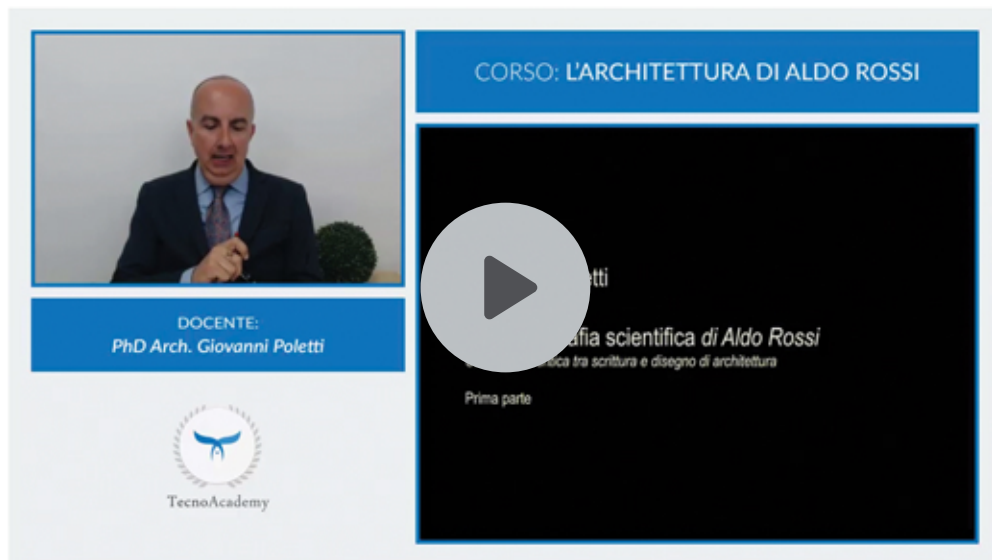 CORSO: L'ARCHITETTURA DI ALDO ROSSI
DOCENTE:
PhD Arch. Giovanni Poletti
TecnoAcademy
etti
afia scientifica di Aldo Rossi
tra scrittura e disegno di architettura
Prima parte